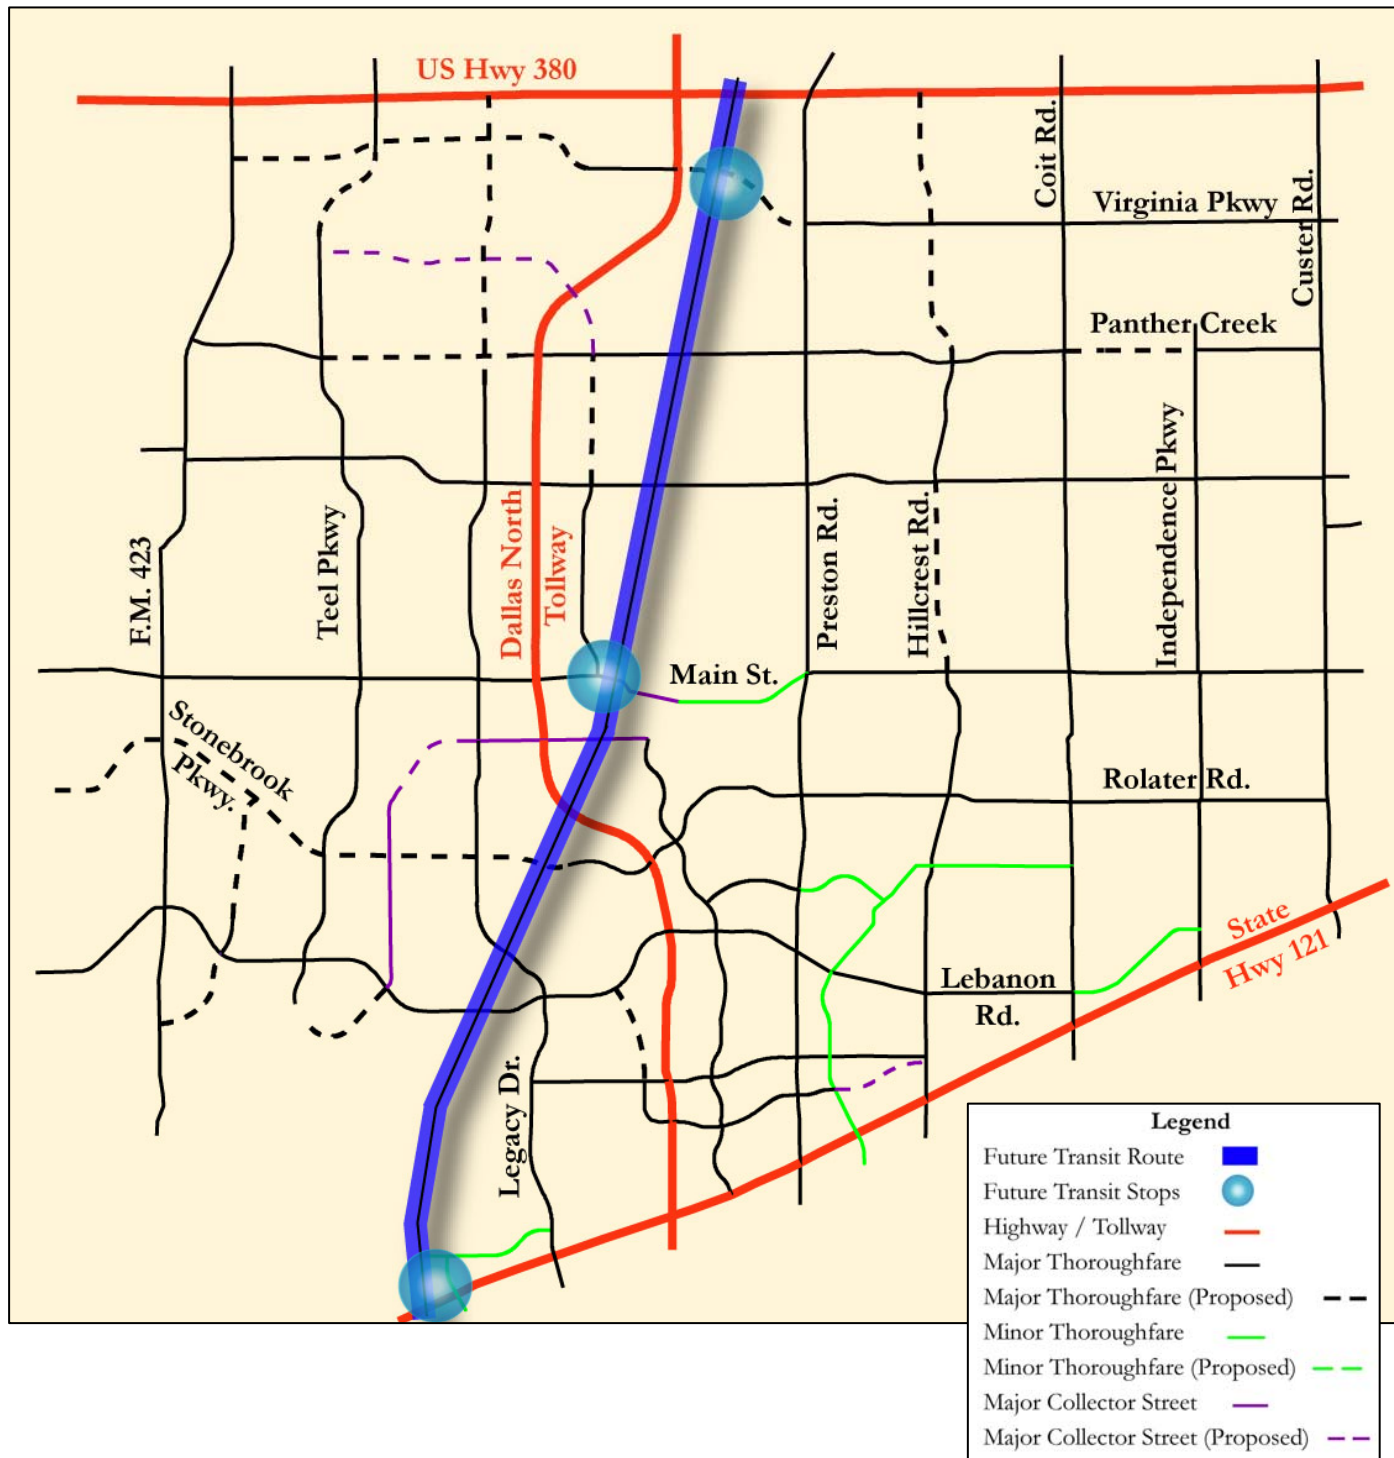 US Hwy 380
Coit Rd.
Virginia Pkwy
Custer Rd.
Panther Creek
Independence Pkwy
F.M. 423
Teel Pkwy
Dallas North
Tollway
Preston Rd.
Hillcrest Rd.
Main St.
Stonebrook
Pkwy.
Rolater Rd.
State
Hwy 121
Lebanon
Rd.
Legacy Dr.
Legend
Future Transit Route
Future Transit Stops
Highway / Tollway
Major Thoroughfare
Major Thoroughfare (Proposed)
Minor Thoroughfare
Minor Thoroughfare (Proposed)
Major Collector Street
Major Collector Street (Proposed)